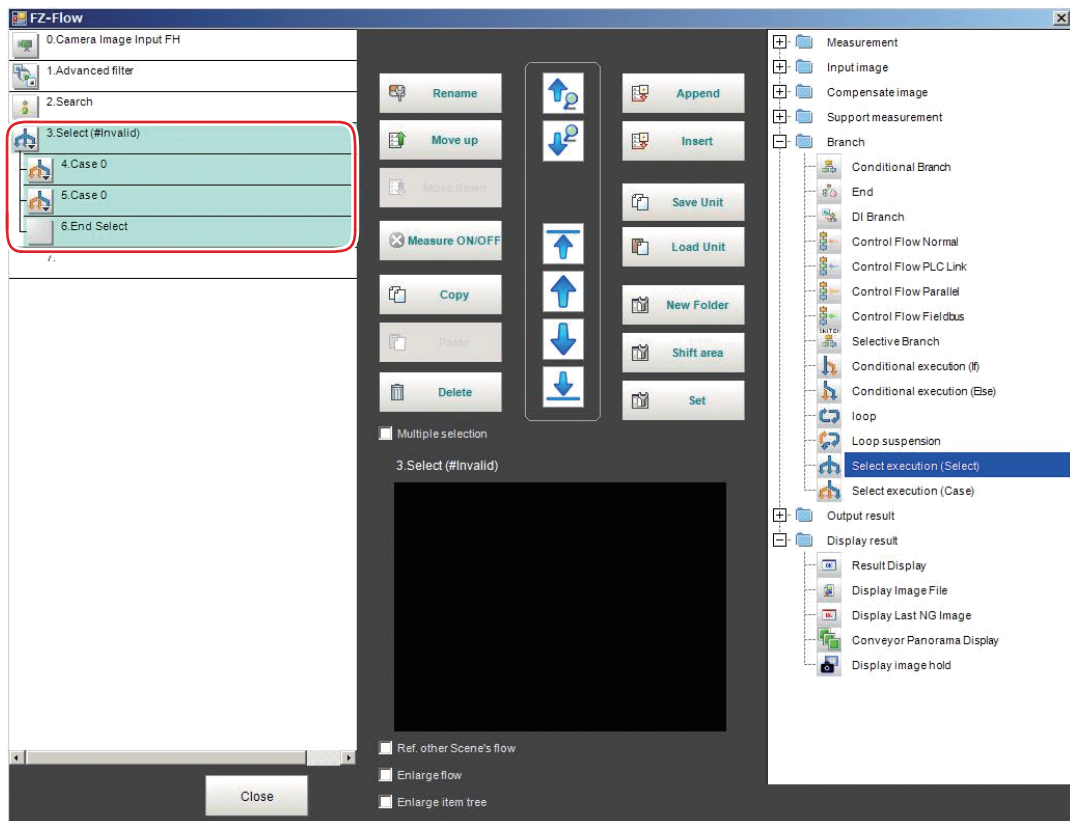 FZ-Flow
0.Camera Image Input FH
1.Advanced filter
2.Search
3.Select (#Invalid)
4.Case 0
5.Case 0
6.End Select
7.
Close
Rename
Move up
Move down
Measure ON/OFF
Copy
Paste
Delete
Append
Insert
Save Unit
Load Unit
New Folder
Shift area
Set
Multiple selection
3.Select (#Invalid)
Ref. other Scene's flow
Enlarge flow
Enlarge item tree
Measurement
Input image
Compensate image
Support measurement
Branch
Conditional Branch
End
DI Branch
Control Flow Normal
Control Flow PLC Link
Control Flow Parallel
Control Flow Fieldbus
Selective Branch
Conditional execution (If)
Conditional execution (Else)
loop
Loop suspension
Select execution (Select)
Select execution (Case)
Output result
Display result
Result Display
Display Image File
Display Last NG Image
Conveyor Panorama Display
Display image hold